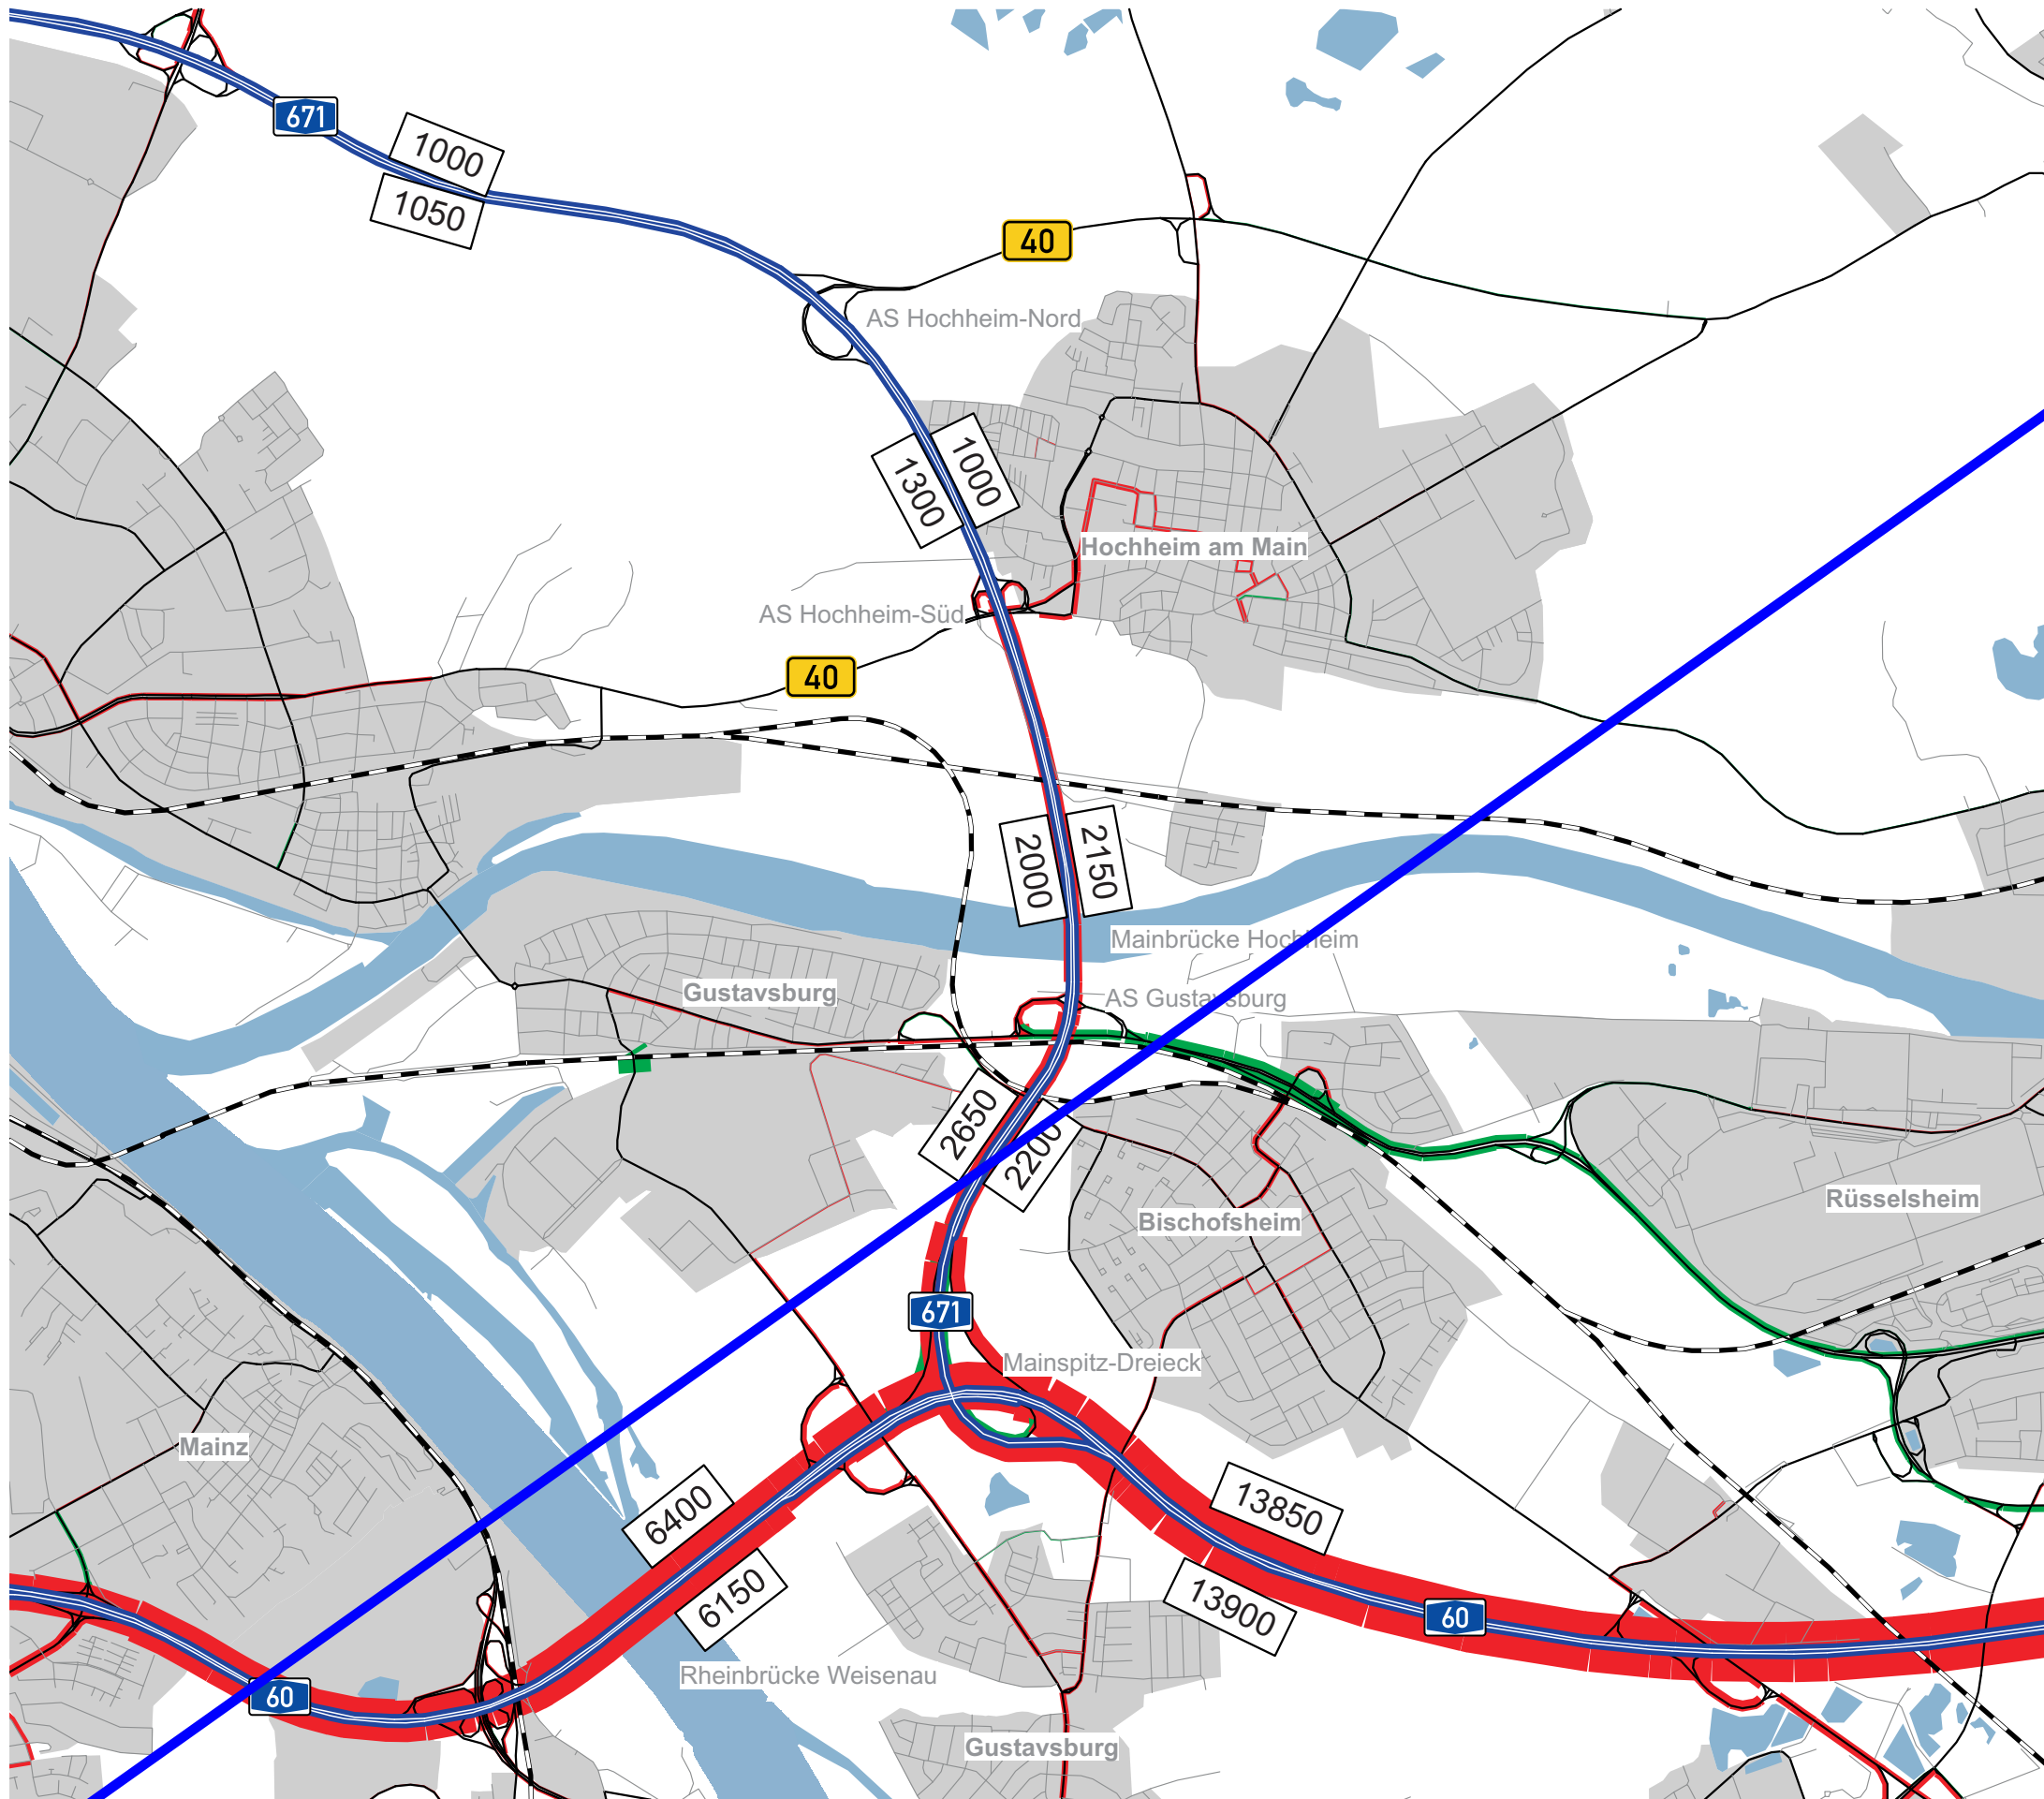 671
1000
1050
40
AS Hochheim-Nord
1000
1300
Hochheim am Main
AS Hochheim-Süd
40
2150
2000
Mainbrücke Hochheim
Gustavsburg
AS Gustavsburg
2650
2200
Rüsselsheim
Bischofsheim
671
Mainspitz-Dreieck
Mainz
6400
13850
6150
13900
60
Rheinbrücke Weisenau
60
Gustavsburg